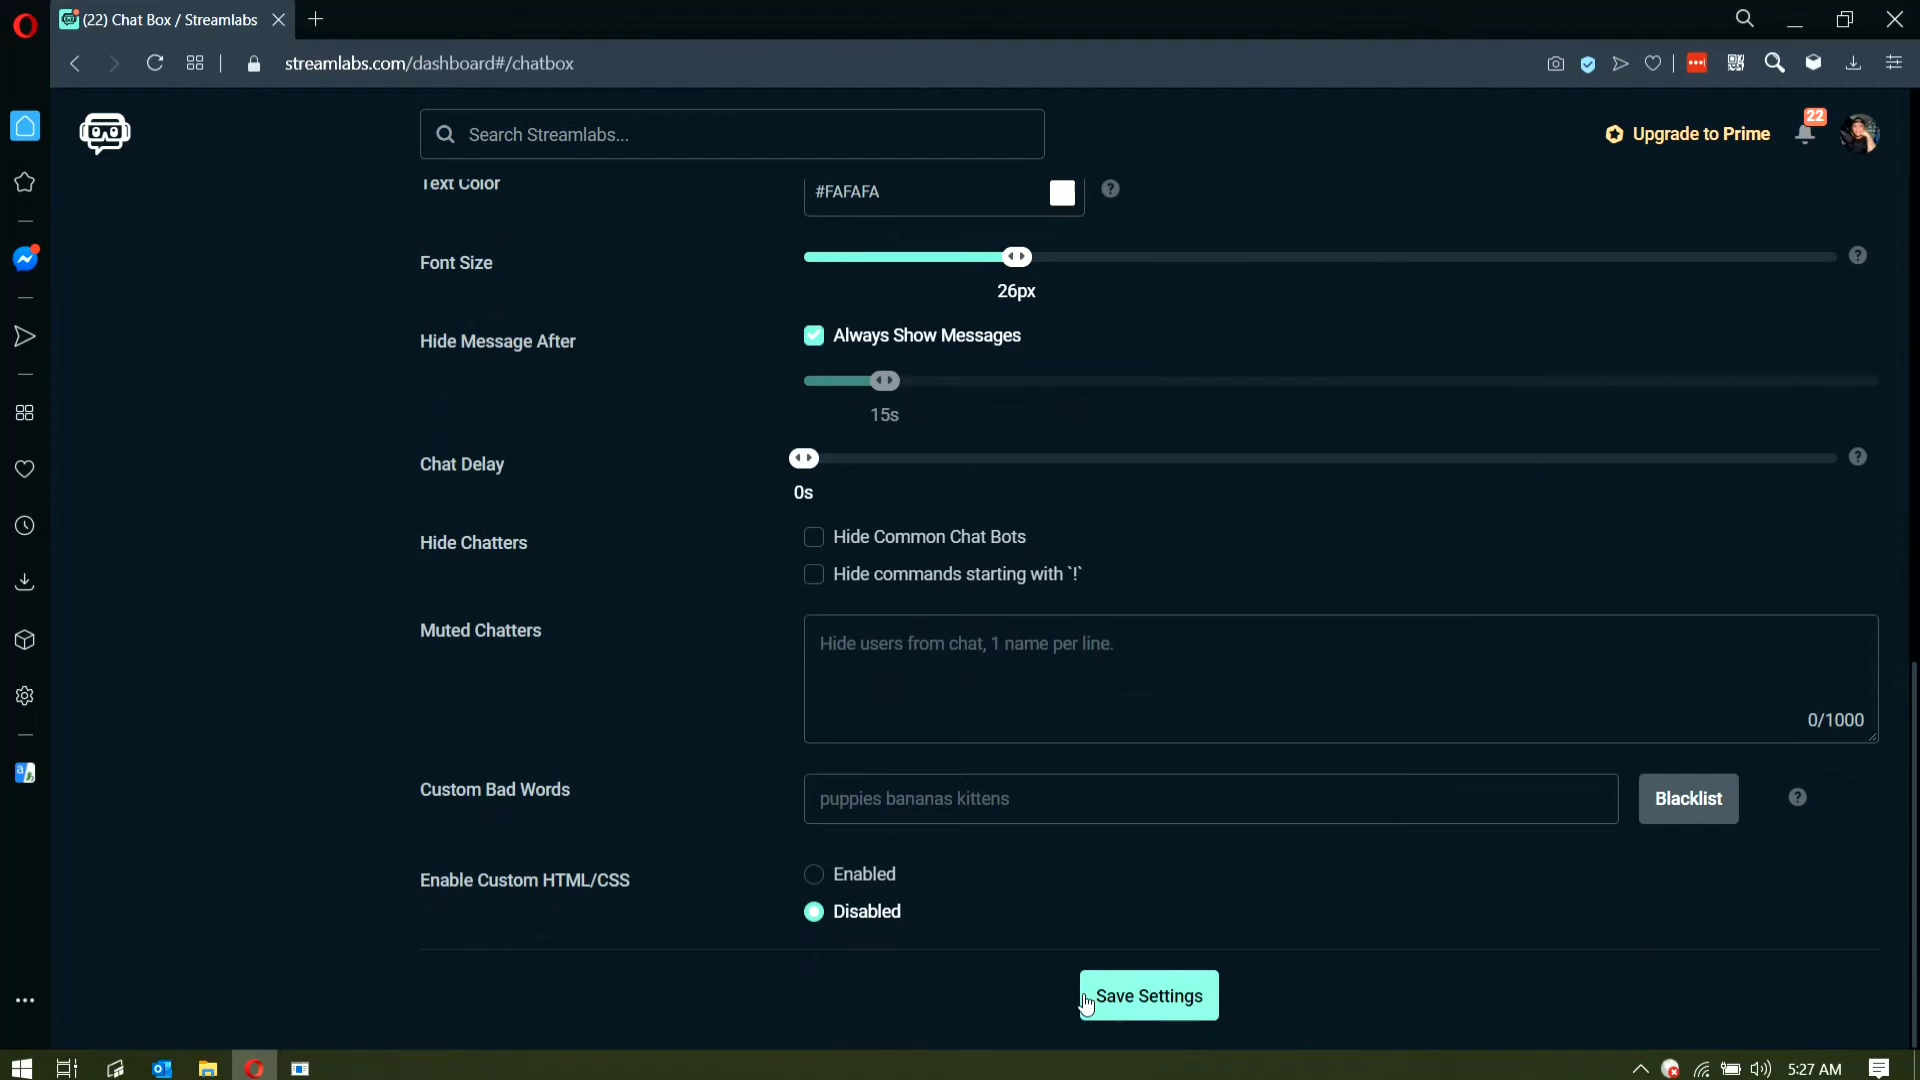 (22) Chat Box / Streamlabs
streamlabs.com/dashboard#/chatbox
Search Streamlabs...
Upgrade to Prime
22
Text Color
#FAFAFA
Font Size
26px
Hide Message After
Always Show Messages
15s
Chat Delay
0s
Hide Chatters
Hide Common Chat Bots
Hide commands starting with `!`
Muted Chatters
Hide users from chat, 1 name per line.
0/1000
Custom Bad Words
puppies bananas kittens
Blacklist
Enable Custom HTML/CSS
Enabled
Disabled
Save Settings
5:27 AM